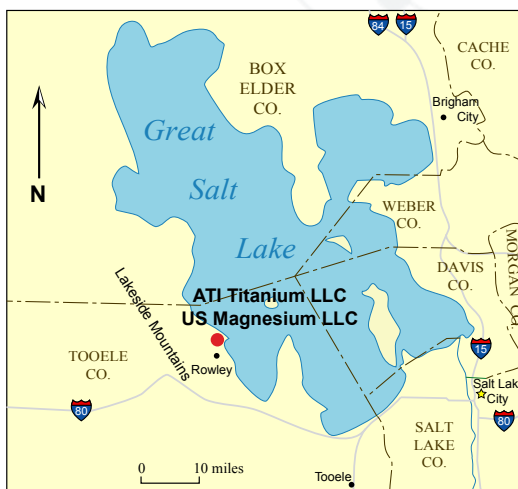 84
15
CACHE
CO.
BOX
ELDER
CO.
Brigham
City
Great
Salt
Lake
N
WEBER
CO.
MORGAN CO.
DAVIS
CO.
Lakeside Mountains
ATI Titanium LLC
US Magnesium LLC
TOOELE
CO.
Rowley
15
80
Salt Lake
City
80
SALT
LAKE
CO.
0 10 miles
Tooele